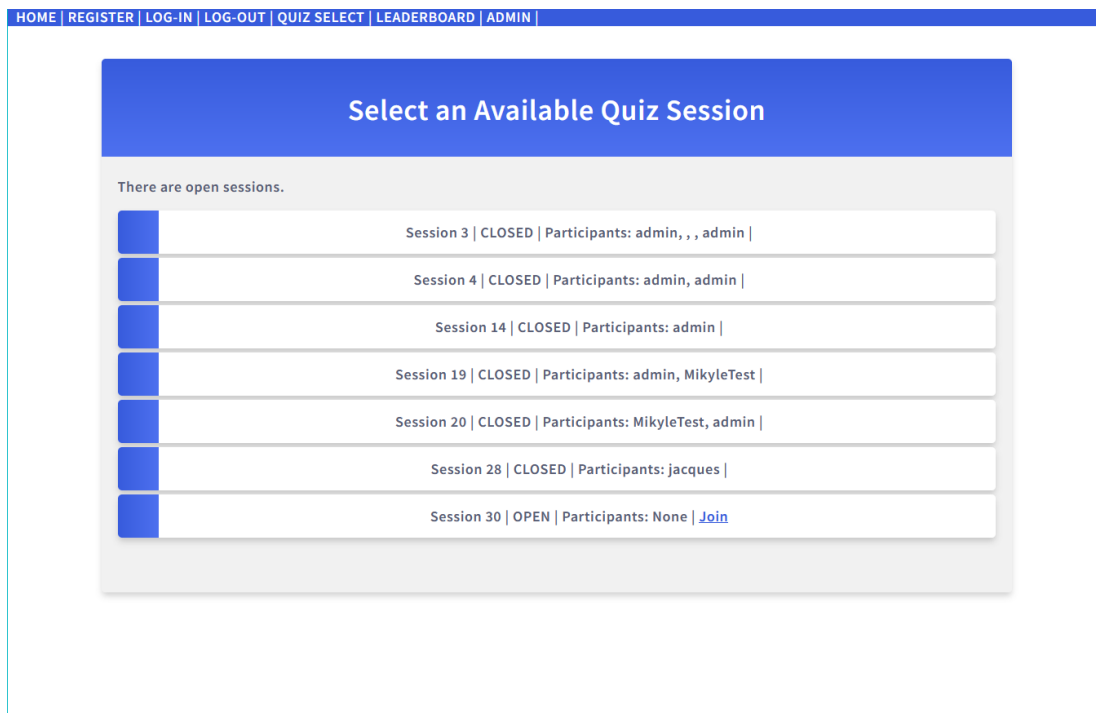 HOME | REGISTER | LOG-IN | LOG-OUT | QUIZ SELECT | LEADERBOARD | ADMIN |
Select an Available Quiz Session
There are open sessions.
Session 3 | CLOSED | Participants: admin, , , admin |
Session 4 | CLOSED | Participants: admin, admin |
Session 14 | CLOSED | Participants: admin |
Session 19 | CLOSED | Participants: admin, MikyleTest |
Session 20 | CLOSED | Participants: MikyleTest, admin |
Session 28 | CLOSED | Participants: jacques |
Session 30 | OPEN | Participants: None | Join